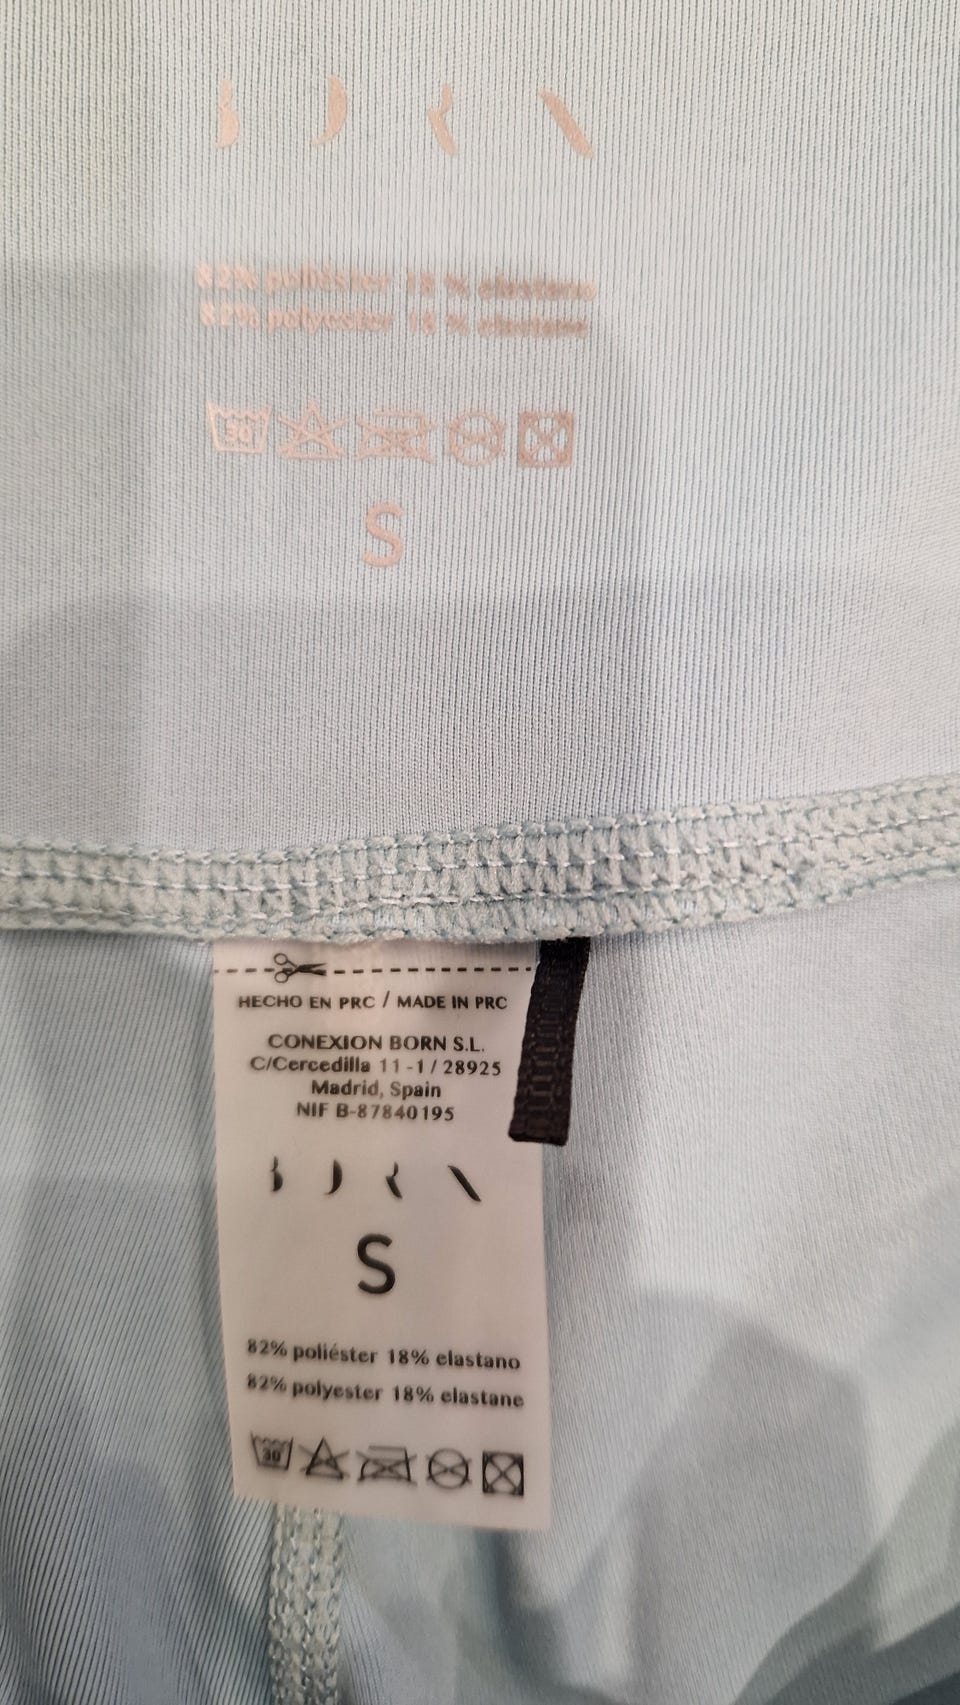 BORN
82% poliéster 18 % elastano
82% polyester 18 % elastane
30
S
HECHO EN PRC / MADE IN PRC
CONEXION BORN S.L.
C/Cercedilla 11-1 / 28925
Madrid, Spain
NIF B-87840195
BORN
S
82% poliéster 18% elastano
82% polyester 18% elastane
30